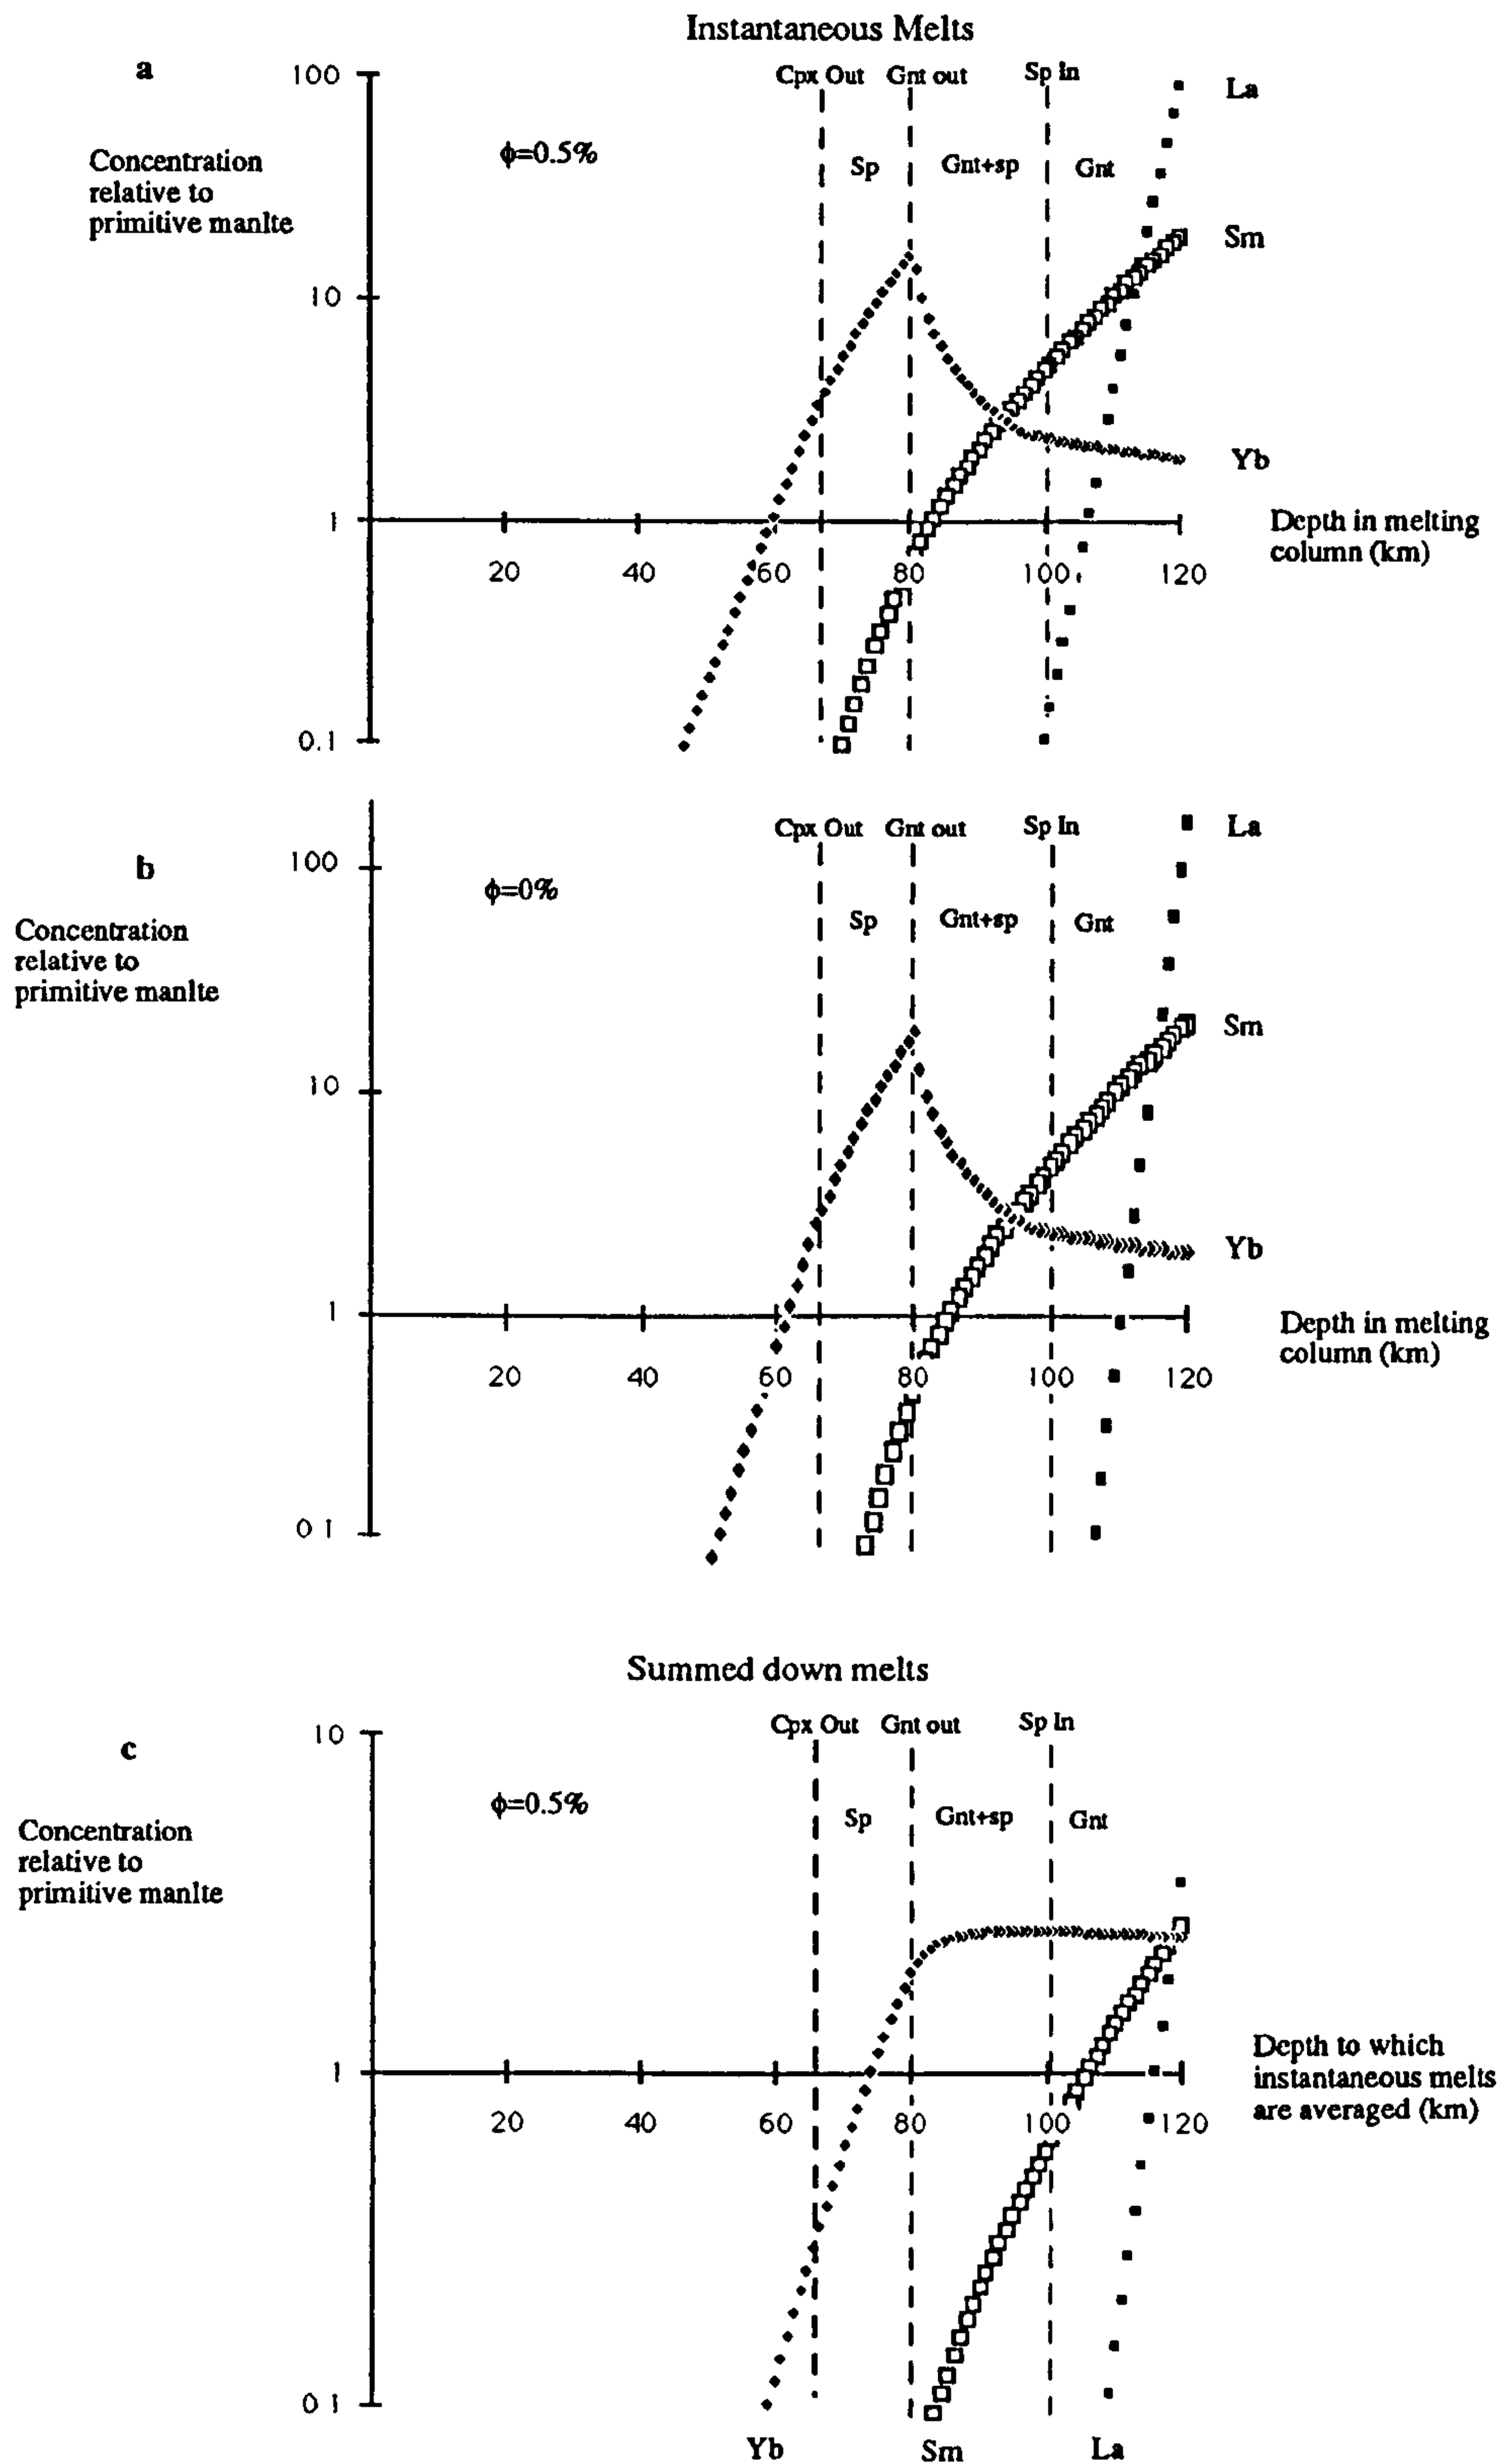 Instantaneous Melts
a
100
Cpx Out Gnt out Sp in
La
Concentration
relative to
primitive manlte
ϕ=0.5%
Sp Gnt+sp Gnt
Sm
10
Yb
1
Depth in melting
column (km)
20 40 60 80 100 120
0.1
Cpx Out Gnt out Sp In
La
b
100
ϕ=0%
Concentration
relative to
primitive manlte
Sp Gnt+sp Gnt
Sm
10
Yb
1
Depth in melting
column (km)
20 40 60 80 100 120
0 1
Summed down melts
Cpx Out Gnt out Sp In
c
10
ϕ=0.5%
Concentration
relative to
primitive manlte
Sp Gnt+sp Gnt
1
Depth to which
instantaneous melts
are averaged (km)
20 40 60 80 100 120
0 1
Yb Sm La